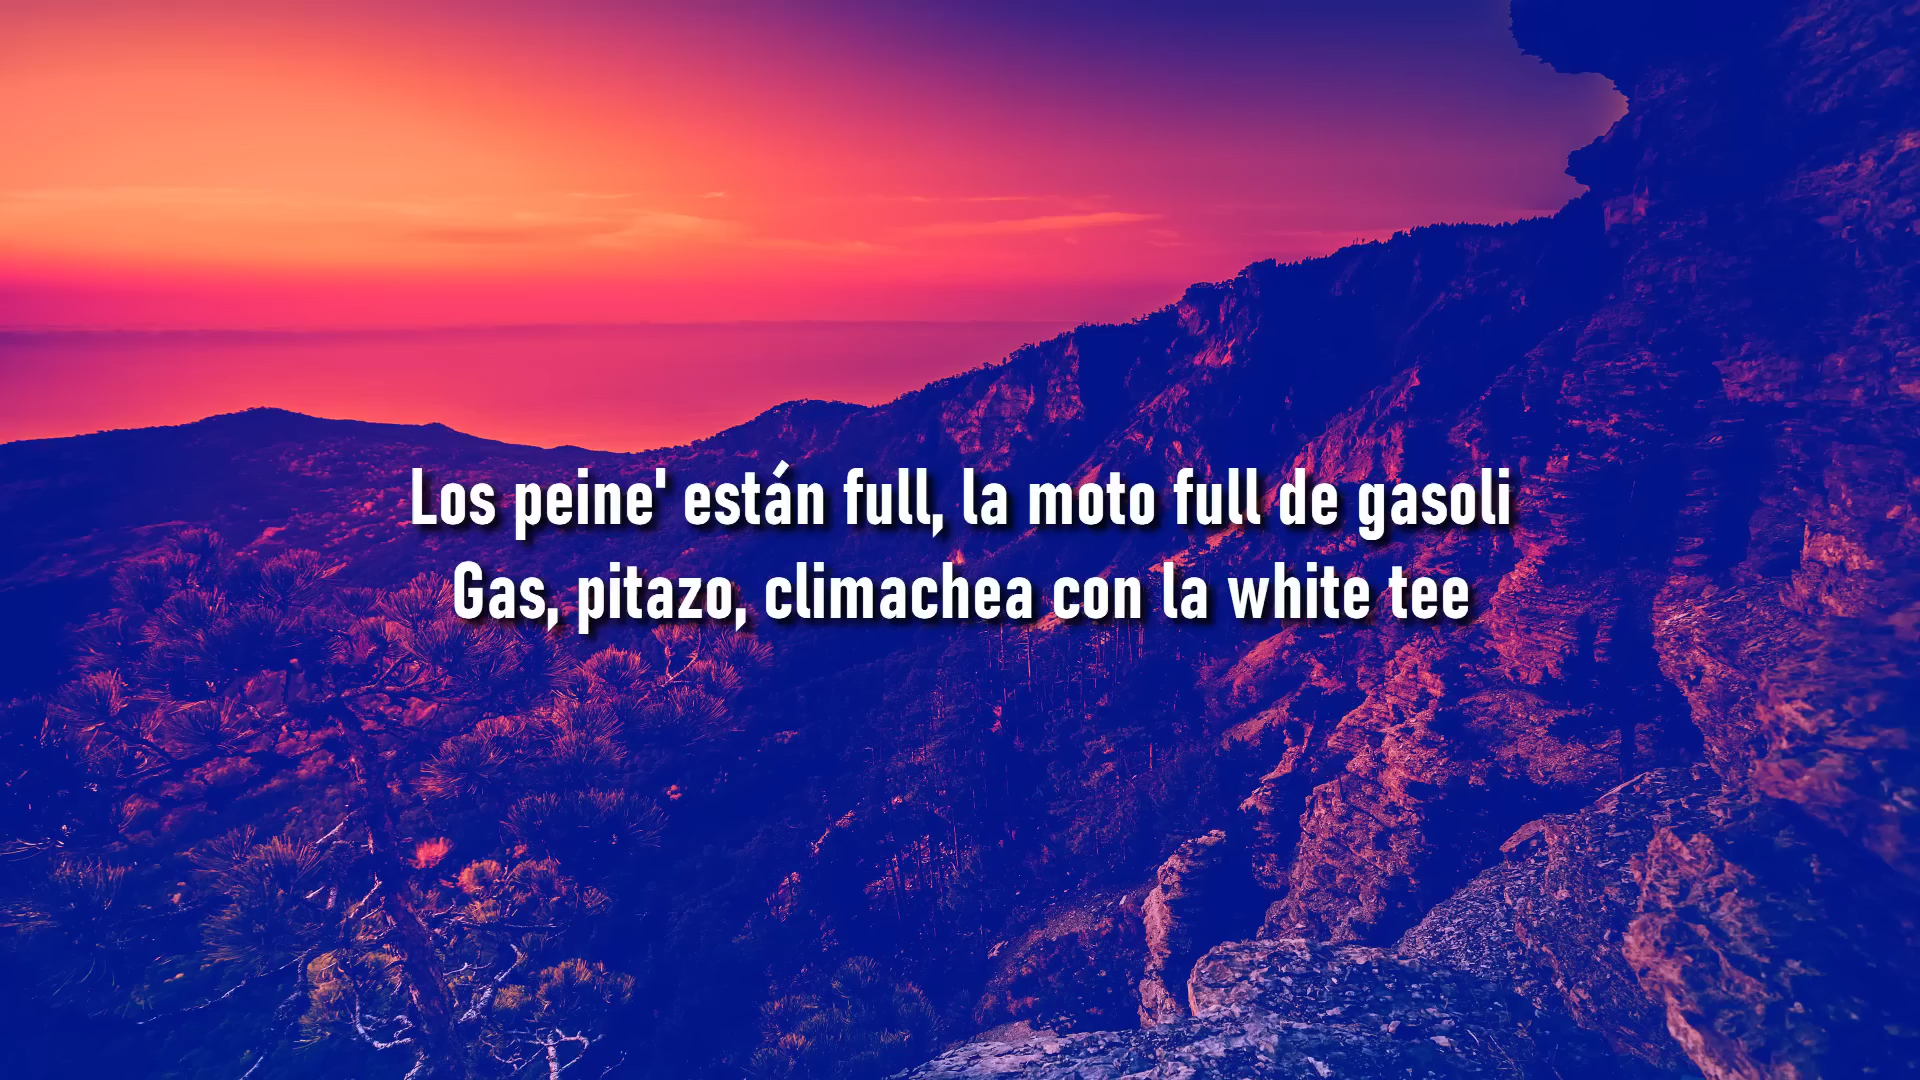 Los peine' están full, la moto full de gasoli
Gas, pitazo, climachea con la white tee